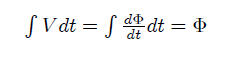 ∫ V dt = ∫ dΦ/dt dt = Φ